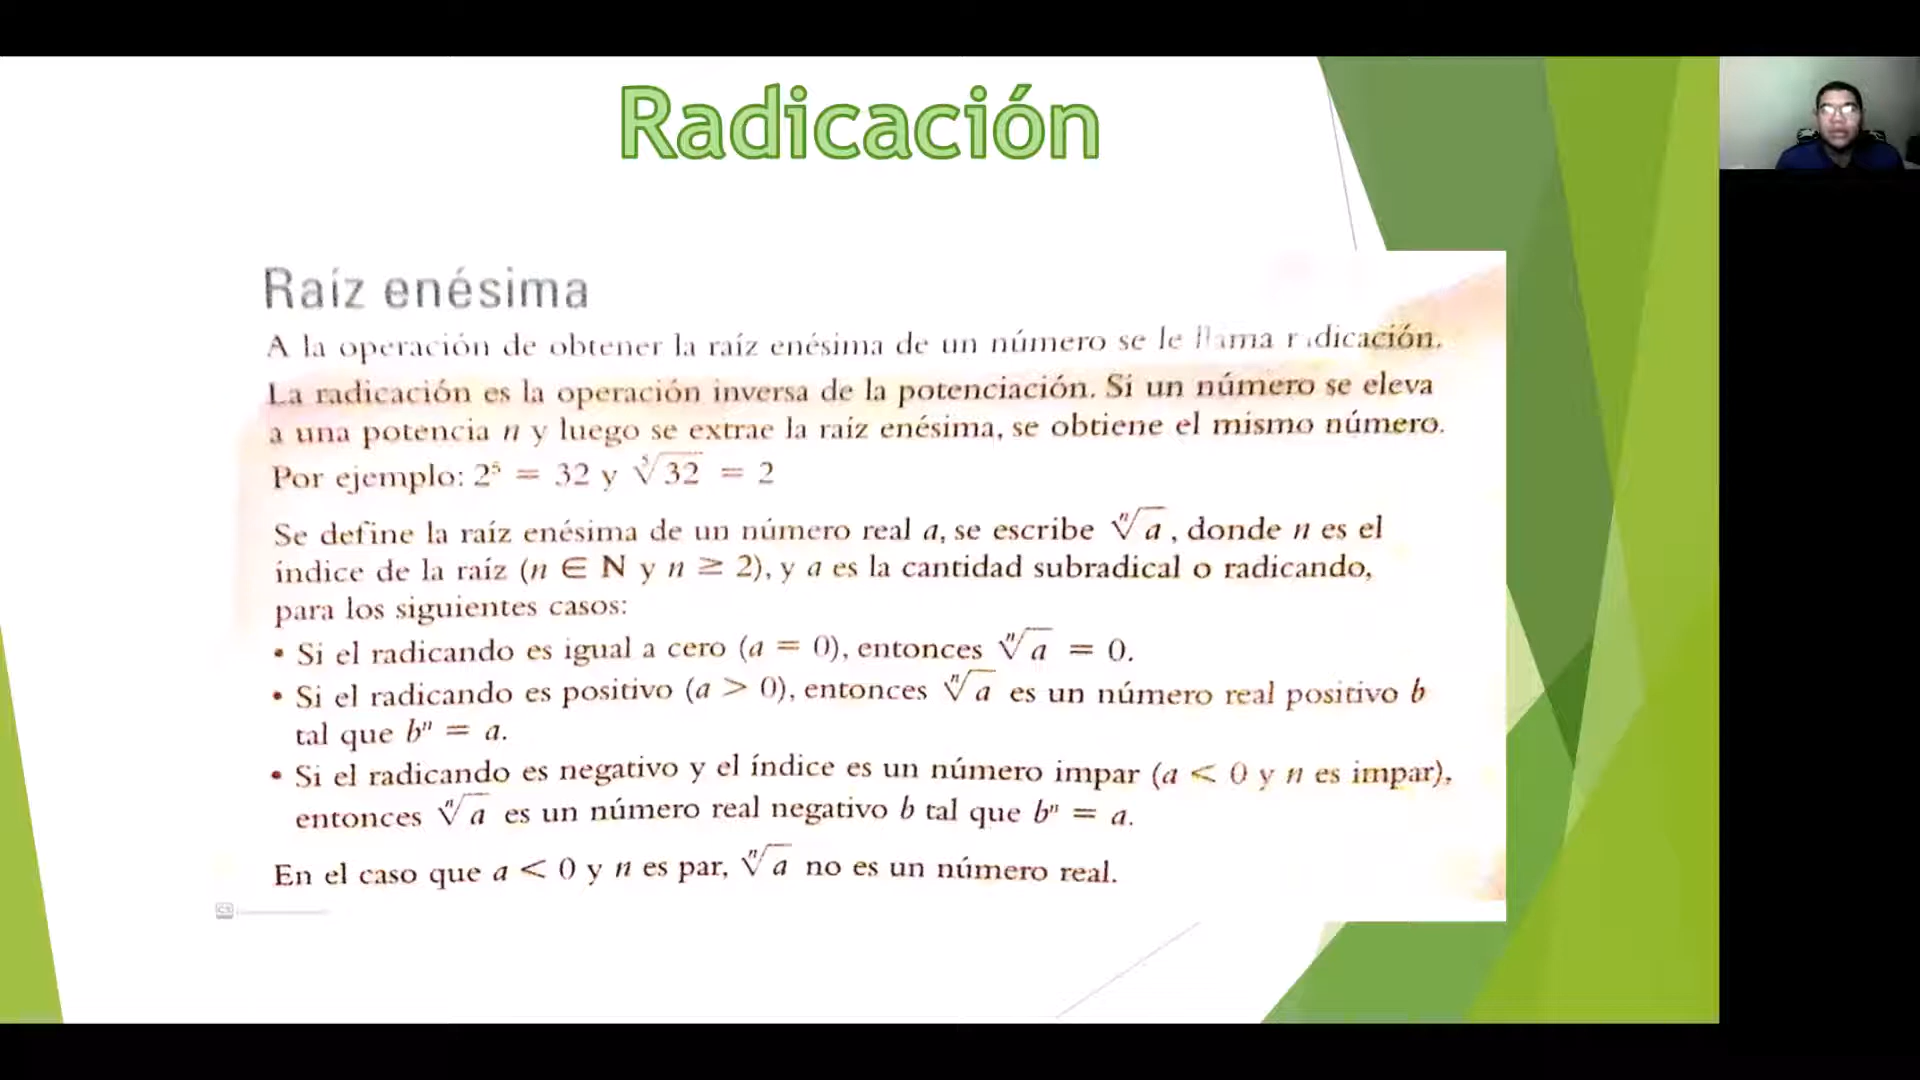 Radicación
Raíz enésima
A la operación de obtener la raíz enésima de un número se le llama radicación.
La radicación es la operación inversa de la potenciación. Si un número se eleva
a una potencia n y luego se extrae la raíz enésima, se obtiene el mismo número.
Por ejemplo: 2⁵ = 32 y ⁵√32 = 2
Se define la raíz enésima de un número real a, se escribe ⁿ√a, donde n es el
índice de la raíz (n ∈ N y n ≥ 2), y a es la cantidad subradical o radicando,
para los siguientes casos:
• Si el radicando es igual a cero (a = 0), entonces ⁿ√a = 0.
• Si el radicando es positivo (a > 0), entonces ⁿ√a es un número real positivo b
tal que bⁿ = a.
• Si el radicando es negativo y el índice es un número impar (a < 0 y n es impar),
entonces ⁿ√a es un número real negativo b tal que bⁿ = a.
En el caso que a < 0 y n es par, ⁿ√a no es un número real.
CS